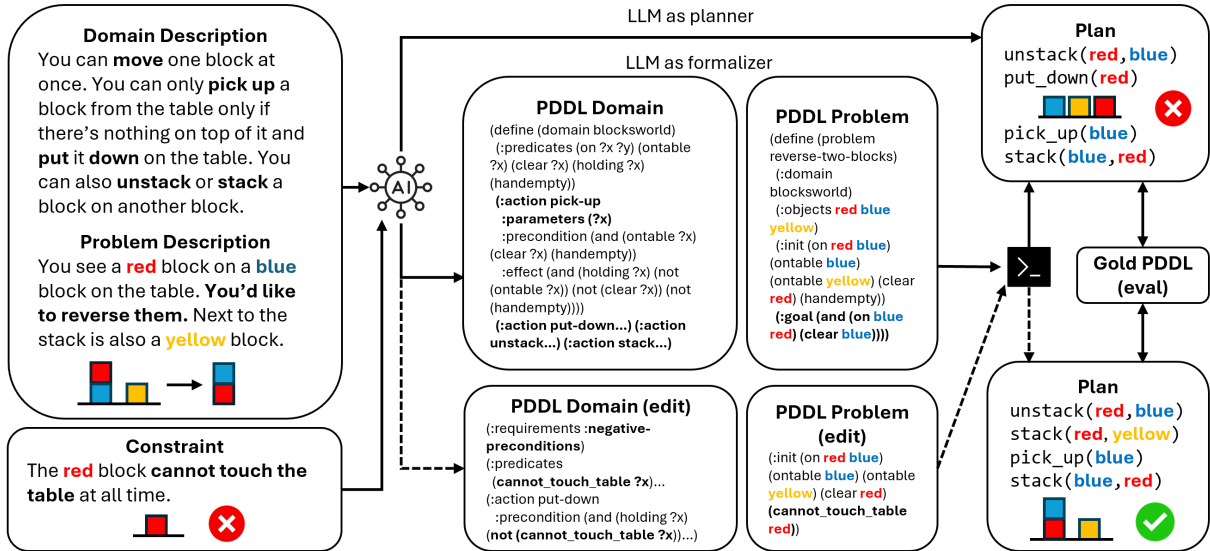 Domain Description
You can move one block at
once. You can only pick up a
block from the table only if
there's nothing on top of it and
put it down on the table. You
can also unstack or stack a
block on another block.
Problem Description
You see a red block on a blue
block on the table. You'd like
to reverse them. Next to the
stack is also a yellow block.
Constraint
The red block cannot touch the
table at all time.
AI
LLM as planner
LLM as formalizer
PDDL Domain
(define (domain blocksworld)
(:predicates (on ?x ?y) (ontable
?x) (clear ?x) (holding ?x)
(handempty))
(:action pick-up
:parameters (?x)
:precondition (and (ontable ?x)
(clear ?x) (handempty))
:effect (and (holding ?x) (not
(ontable ?x)) (not (clear ?x)) (not
(handempty))))
(:action put-down...) (:action
unstack...) (:action stack...)
PDDL Problem
(define (problem
reverse-two-blocks)
(:domain
blocksworld)
(:objects red blue
yellow)
(:init (on red blue)
(ontable blue)
(ontable yellow) (clear
red) (handempty))
(:goal (and (on blue
red) (clear blue))))
PDDL Domain (edit)
(:requirements :negative-
preconditions)
(:predicates
(cannot_touch_table ?x)...
(:action put-down
:precondition (and (holding ?x)
(not (cannot_touch_table ?x))...)
PDDL Problem
(edit)
(:init (on red blue)
(ontable blue) (ontable
yellow) (clear red)
(cannot_touch_table
red))
>_
Plan
unstack(red,blue)
put_down(red)
pick_up(blue)
stack(blue,red)
Gold PDDL
(eval)
Plan
unstack(red,blue)
stack(red,yellow)
pick_up(blue)
stack(blue,red)